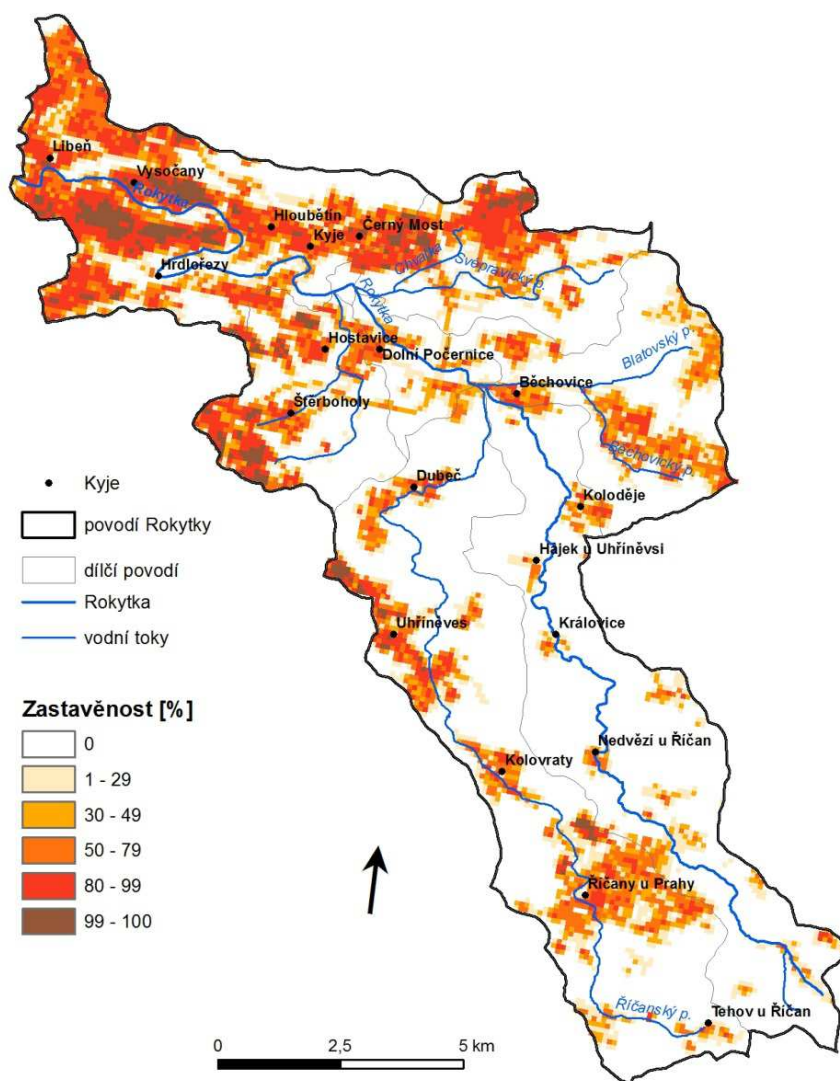 Libeň
Vysočany
Rokytka
Hloubětín
Kyje
Černý Most
Hrdlořezy
Chvalka
Svépravický p.
Rokytka
Hostavice
Dolní Počernice
Blatovský p.
Běchovice
Štěrboholy
Běchovický p.
Dubeč
Koloděje
Hájek u Uhříněvsi
Uhříněves
Královice
Nedvězí u Říčan
Kolovraty
Říčany u Prahy
Říčanský p.
Tehov u Říčan
Kyje
povodí Rokytky
dílčí povodí
Rokytka
vodní toky
Zastavěnost [%]
0
1 - 29
30 - 49
50 - 79
80 - 99
99 - 100
0 2,5 5 km